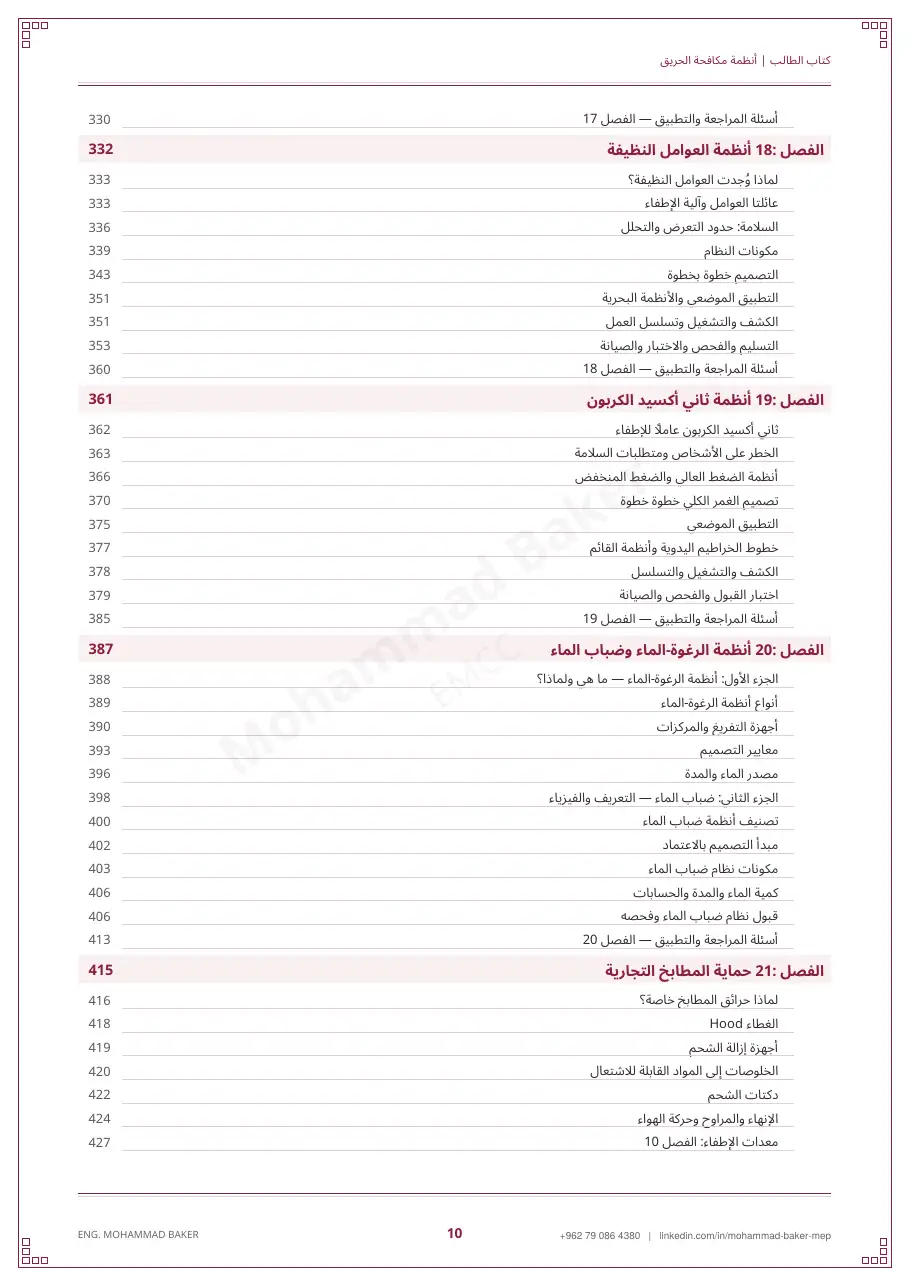 كتاب الطالب | أنظمة مكافحة الحريق
أسئلة المراجعة والتطبيق — الفصل 17 330
الفصل 18: أنظمة العوامل النظيفة 332
لماذا وُجدت العوامل النظيفة؟ 333
عائلتا العوامل وآلية الإطفاء 333
السلامة: حدود التعرض والتحلل 336
مكونات النظام 339
التصميم خطوة بخطوة 343
التطبيق الموضعي والأنظمة البحرية 351
الكشف والتشغيل وتسلسل العمل 351
التسليم والفحص والاختبار والصيانة 353
أسئلة المراجعة والتطبيق — الفصل 18 360
الفصل 19: أنظمة ثاني أكسيد الكربون 361
ثاني أكسيد الكربون عاملًا للإطفاء 362
الخطر على الأشخاص ومتطلبات السلامة 363
أنظمة الضغط العالي والضغط المنخفض 366
تصميم الغمر الكلي خطوة خطوة 370
التطبيق الموضعي 375
خطوط الخراطيم اليدوية وأنظمة القائم 377
الكشف والتشغيل والتسلسل 378
اختبار القبول والفحص والصيانة 379
أسئلة المراجعة والتطبيق — الفصل 19 385
الفصل 20: أنظمة الرغوة-الماء وضباب الماء 387
الجزء الأول: أنظمة الرغوة-الماء — ما هي ولماذا؟ 388
أنواع أنظمة الرغوة-الماء 389
أجهزة التفريغ والمركزات 390
معايير التصميم 393
مصدر الماء والمدة 396
الجزء الثاني: ضباب الماء — التعريف والفيزياء 398
تصنيف أنظمة ضباب الماء 400
مبدأ التصميم بالاعتماد 402
مكونات نظام ضباب الماء 403
كمية الماء والمدة والحسابات 406
قبول نظام ضباب الماء وفحصه 406
أسئلة المراجعة والتطبيق — الفصل 20 413
الفصل 21: حماية المطابخ التجارية 415
لماذا حرائق المطابخ خاصة؟ 416
الغطاء Hood 418
أجهزة إزالة الشحم 419
الخلوصات إلى المواد القابلة للاشتعال 420
دكتات الشحم 422
الإنهاء والمراوح وحركة الهواء 424
معدات الإطفاء: الفصل 10 427
Mohammad Baker
EMCC
ENG. MOHAMMAD BAKER 10 +962 79 086 4380 | linkedin.com/in/mohammad-baker-mep